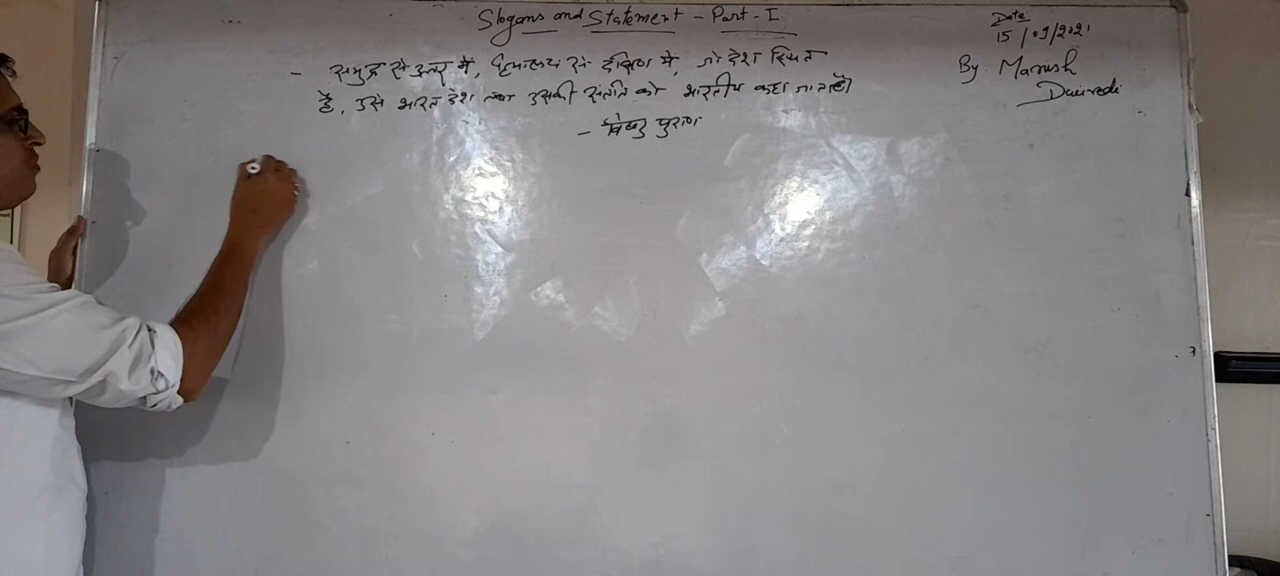 Slogans and Statement - Part - I
Date
15/09/2021
By Manish
Dwivedi
- समुद्र से उत्तर में, हिमालय से दक्षिण में, जो देश स्थित
है, उसे भारत देश तथा उसकी संतति को भारतीय कहा जाता है।
- विष्णु पुराण